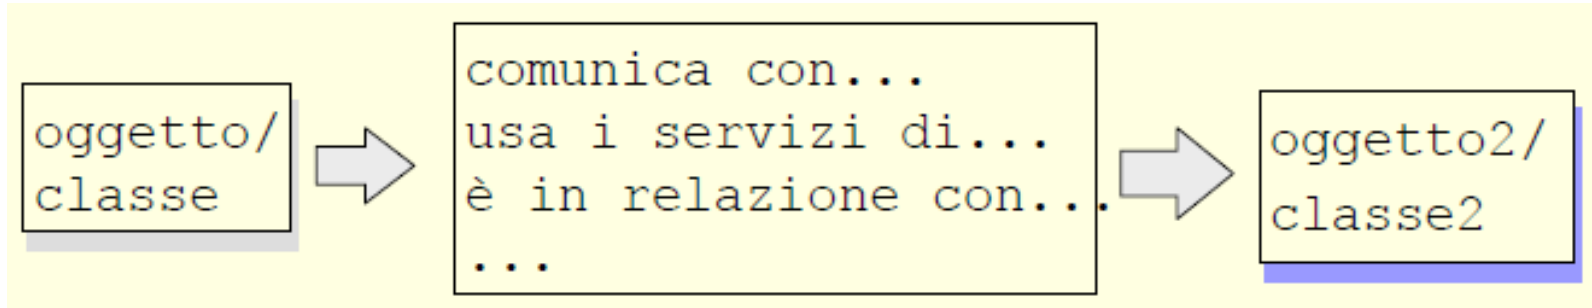 oggetto/
classe
comunica con...
usa i servizi di...
è in relazione con...
...
oggetto2/
classe2